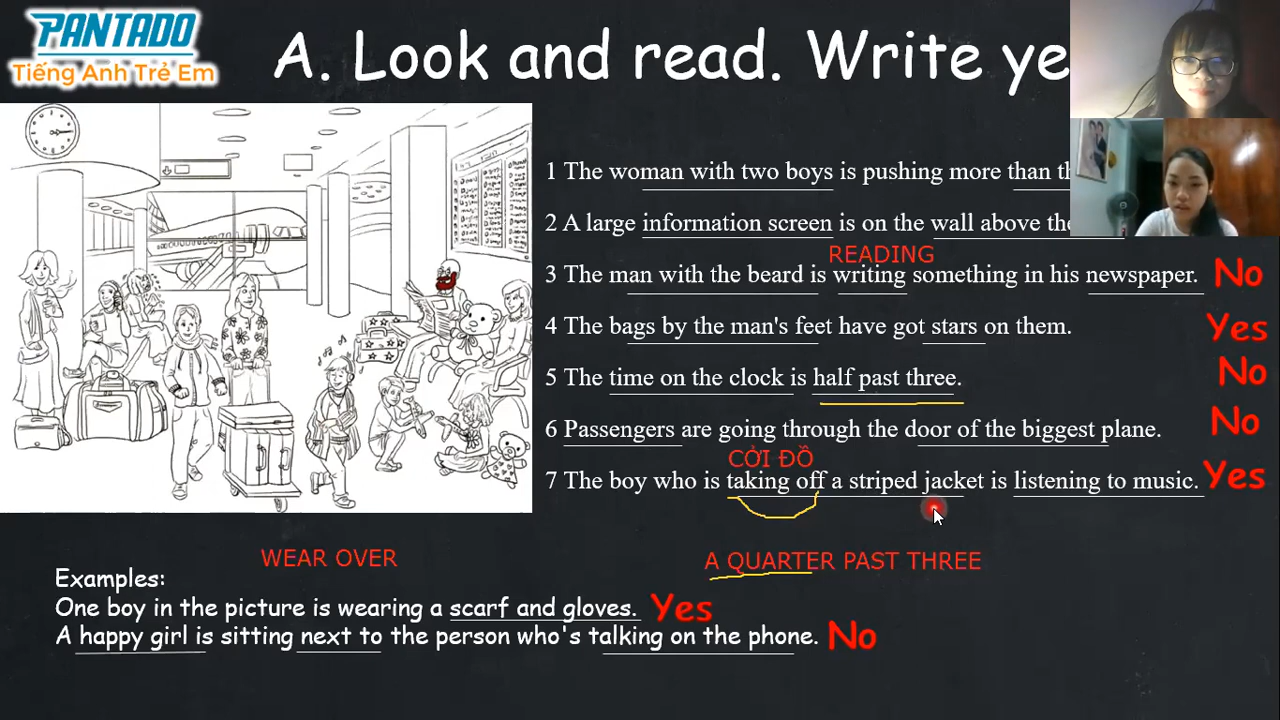 PANTADO
Tiếng Anh Trẻ Em
A. Look and read. Write ye
1 The woman with two boys is pushing more than
2 A large information screen is on the wall above the
READING
3 The man with the beard is writing something in his newspaper. No
4 The bags by the man's feet have got stars on them. Yes
5 The time on the clock is half past three. No
6 Passengers are going through the door of the biggest plane. No
CỞI ĐỒ
7 The boy who is taking off a striped jacket is listening to music. Yes
WEAR OVER
A QUARTER PAST THREE
Examples:
One boy in the picture is wearing a scarf and gloves. Yes
A happy girl is sitting next to the person who's talking on the phone. No